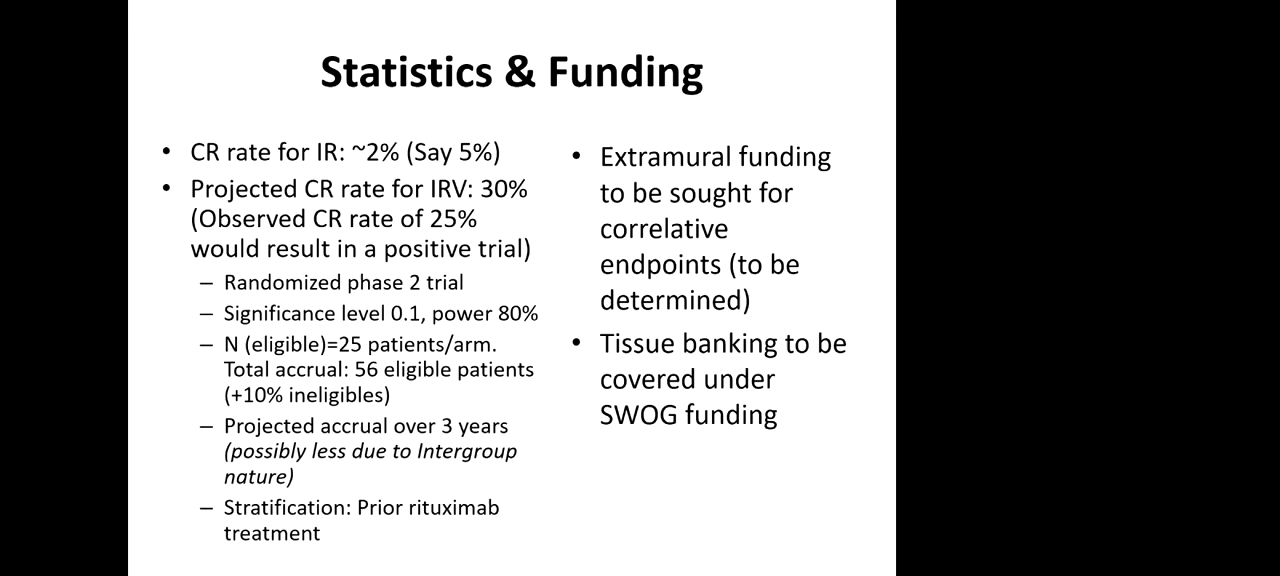 Statistics & Funding
• CR rate for IR: ~2% (Say 5%)
• Projected CR rate for IRV: 30%
(Observed CR rate of 25%
would result in a positive trial)
– Randomized phase 2 trial
– Significance level 0.1, power 80%
– N (eligible)=25 patients/arm.
Total accrual: 56 eligible patients
(+10% ineligibles)
– Projected accrual over 3 years
(possibly less due to Intergroup
nature)
– Stratification: Prior rituximab
treatment
• Extramural funding
to be sought for
correlative
endpoints (to be
determined)
• Tissue banking to be
covered under
SWOG funding